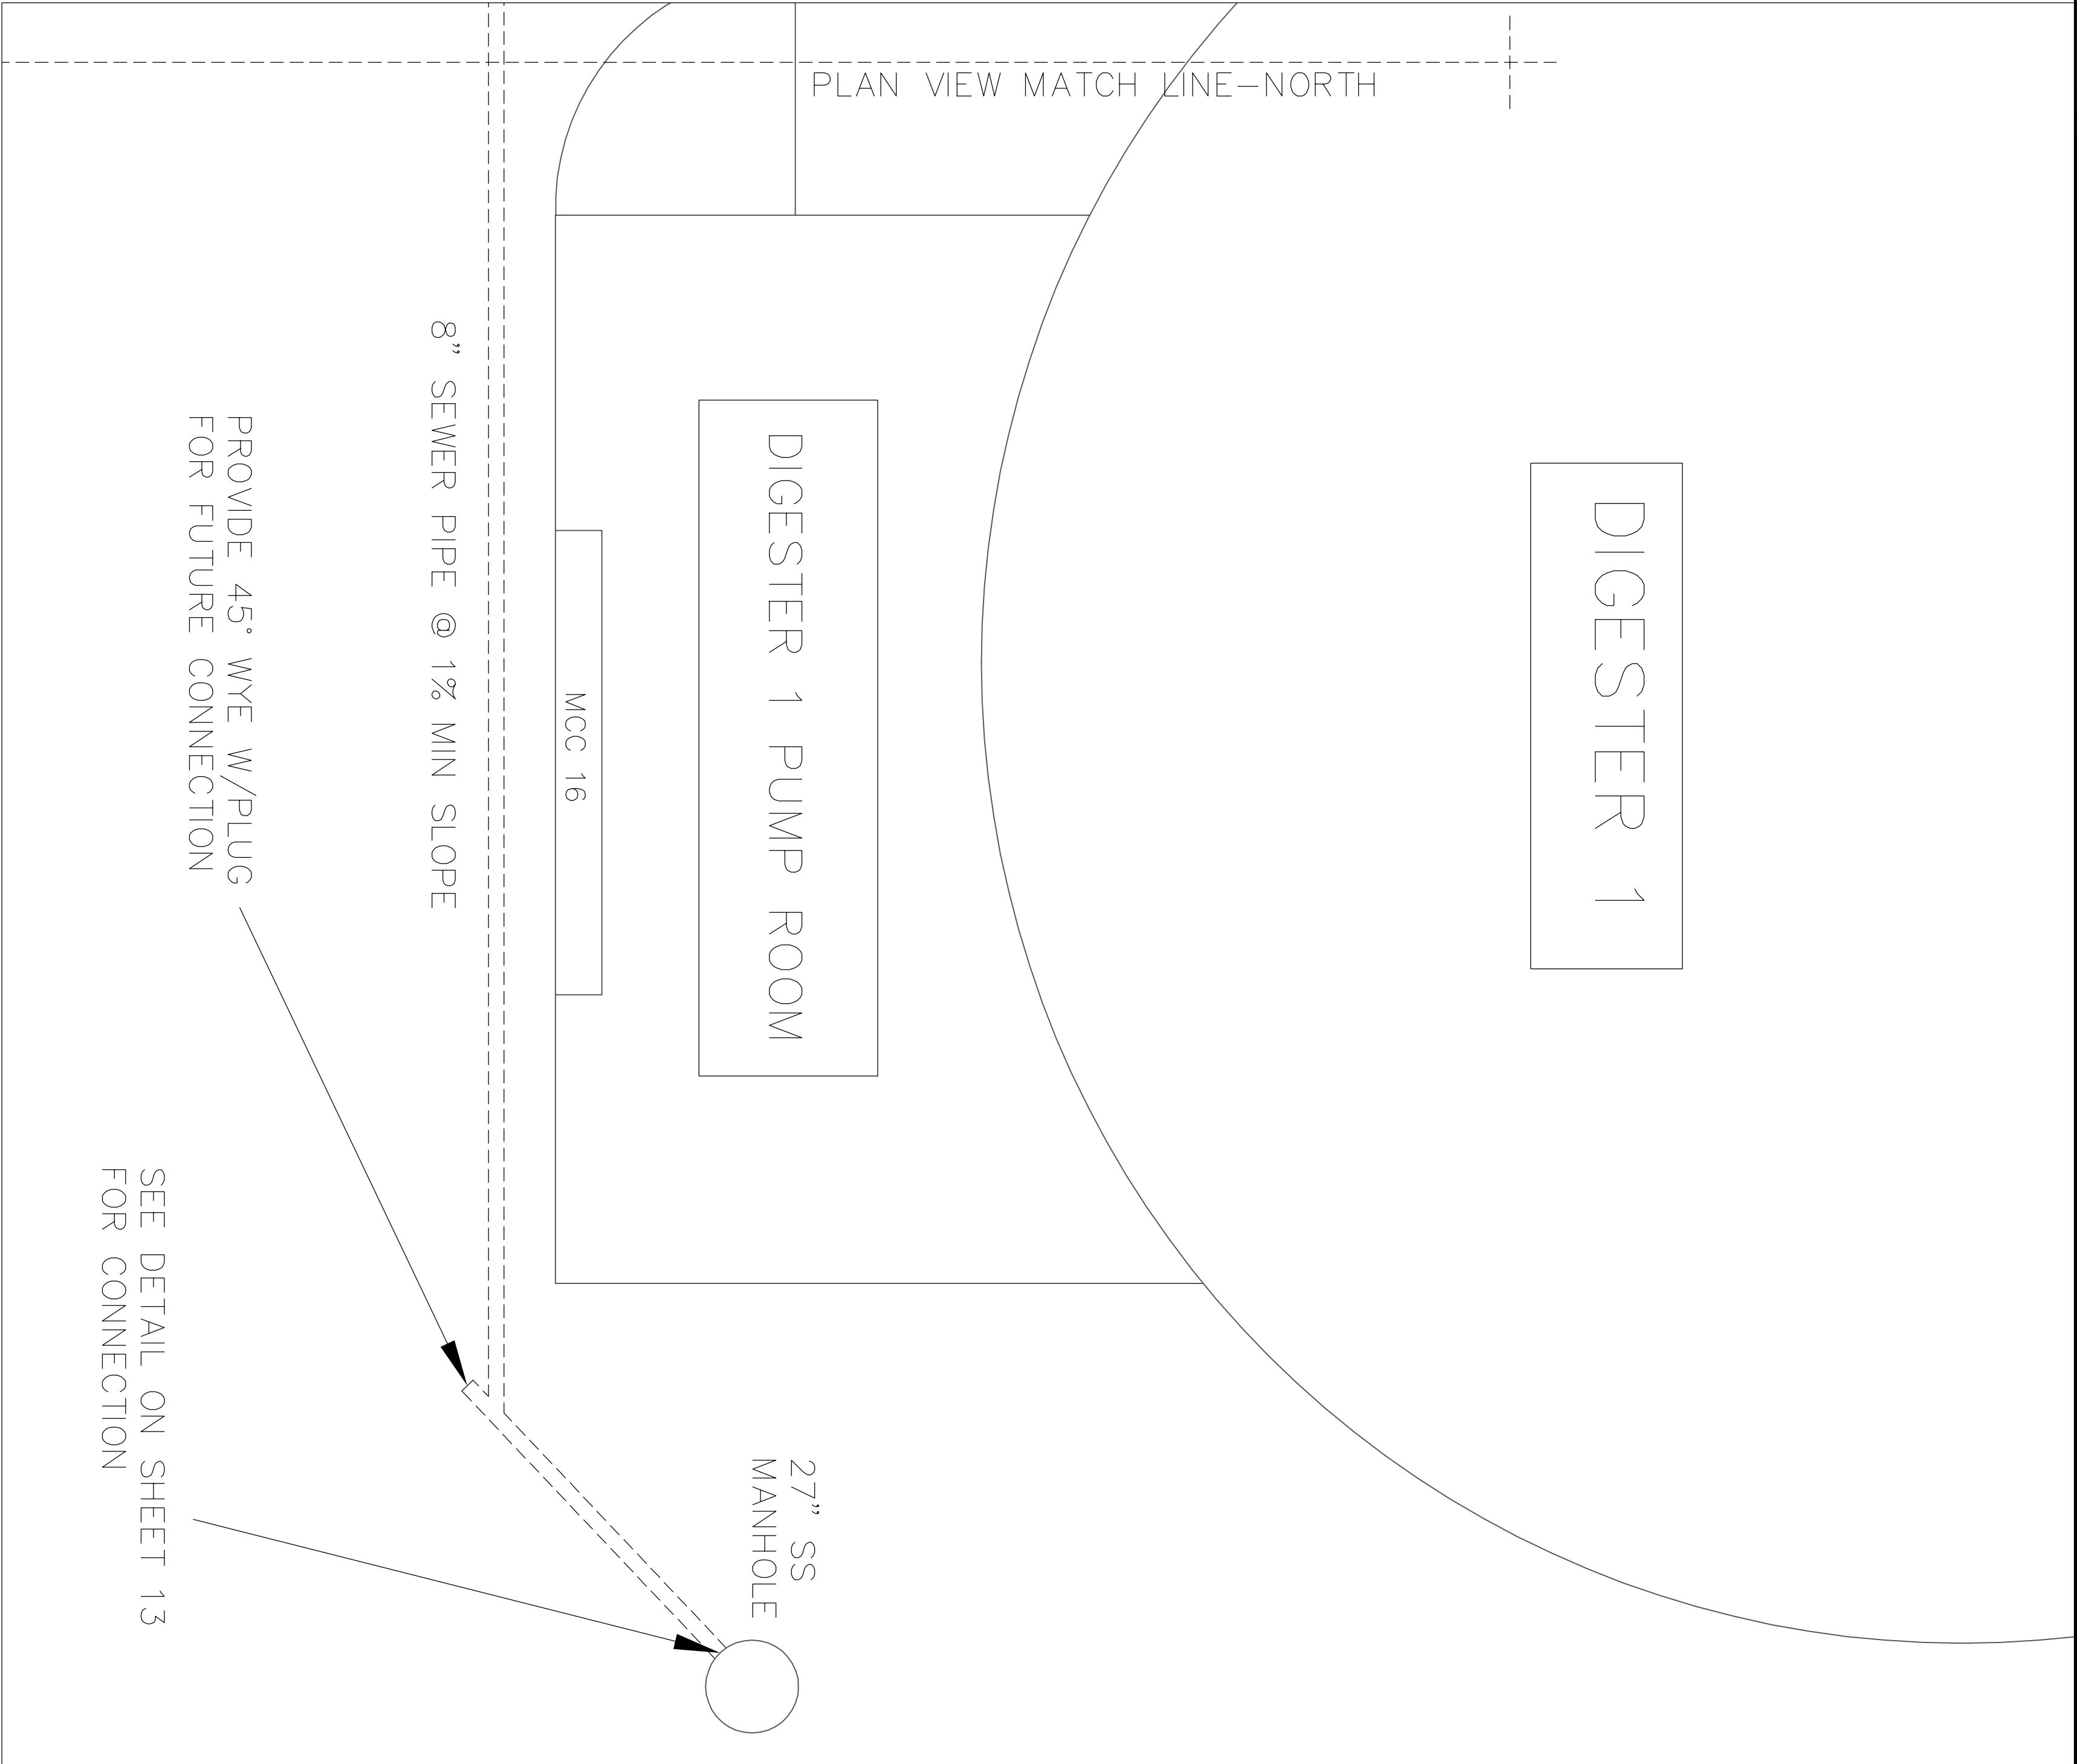 PLAN VIEW MATCH LINE-NORTH
DIGESTER 1
DIGESTER 1 PUMP ROOM
MCC 16
8" SEWER PIPE @ 1% MIN SLOPE
PROVIDE 45° WYE W/PLUG
FOR FUTURE CONNECTION
27" SS
MANHOLE
SEE DETAIL ON SHEET 13
FOR CONNECTION